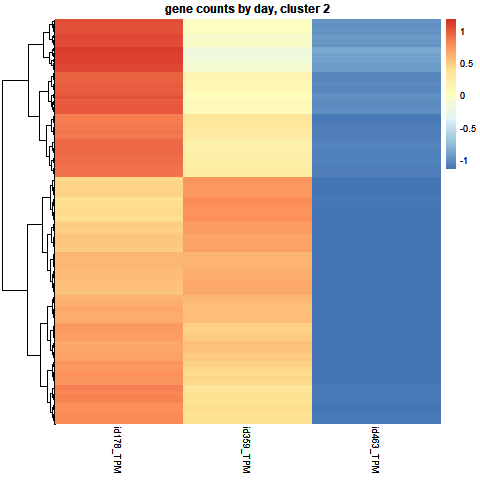 gene counts by day, cluster 2
1
0.5
0
-0.5
-1
id178_TPM
id359_TPM
id463_TPM